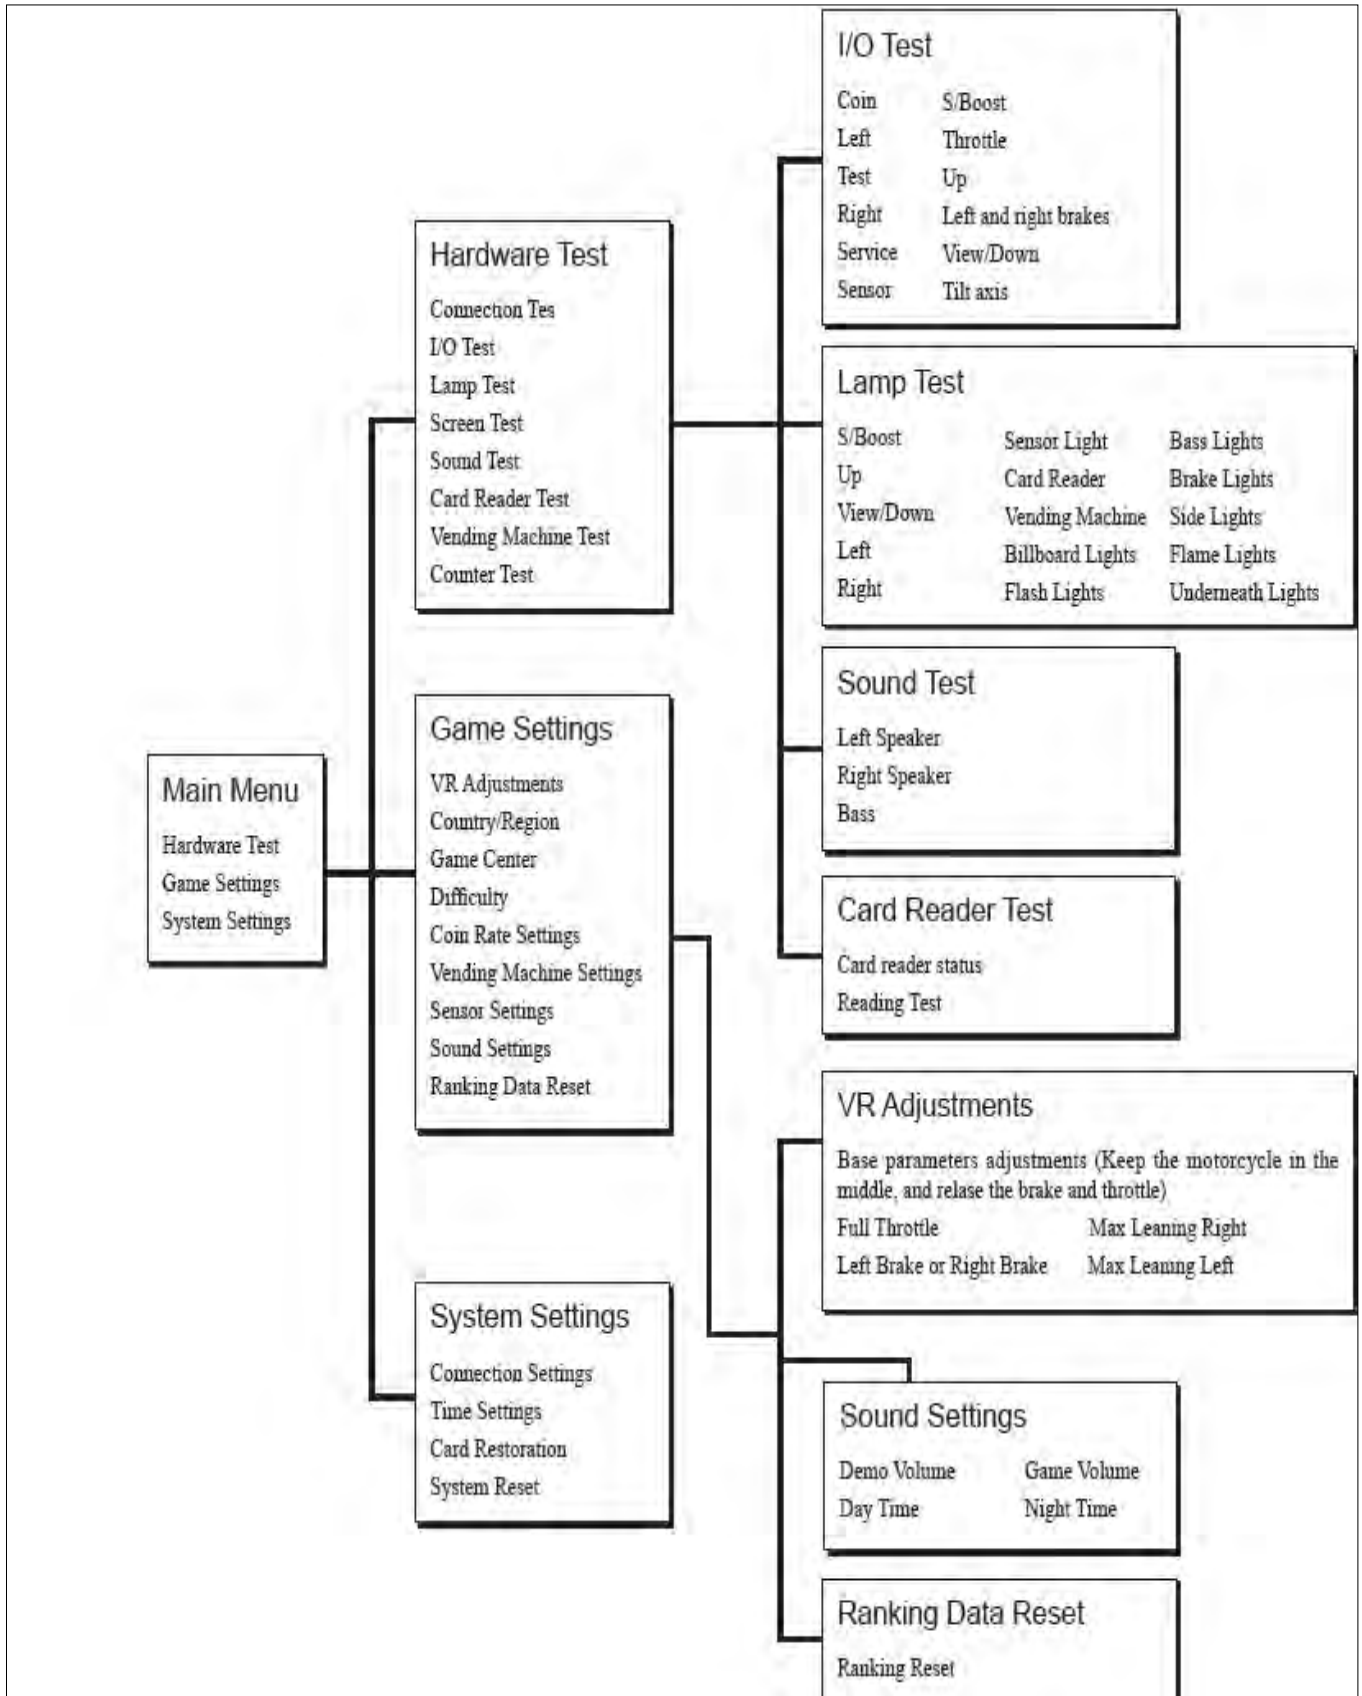 Main Menu
Hardware Test
Game Settings
System Settings
Hardware Test
Connection Tes
I/O Test
Lamp Test
Screen Test
Sound Test
Card Reader Test
Vending Machine Test
Counter Test
Game Settings
VR Adjustments
Country/Region
Game Center
Difficulty
Coin Rate Settings
Vending Machine Settings
Sensor Settings
Sound Settings
Ranking Data Reset
System Settings
Connection Settings
Time Settings
Card Restoration
System Reset
I/O Test
Coin S/Boost
Left Throttle
Test Up
Right Left and right brakes
Service View/Down
Sensor Tilt axis
Lamp Test
S/Boost Sensor Light Bass Lights
Up Card Reader Brake Lights
View/Down Vending Machine Side Lights
Left Billboard Lights Flame Lights
Right Flash Lights Underneath Lights
Sound Test
Left Speaker
Right Speaker
Bass
Card Reader Test
Card reader status
Reading Test
VR Adjustments
Base parameters adjustments (Keep the motorcycle in the
middle, and relase the brake and throttle)
Full Throttle Max Leaning Right
Left Brake or Right Brake Max Leaning Left
Sound Settings
Demo Volume Game Volume
Day Time Night Time
Ranking Data Reset
Ranking Reset